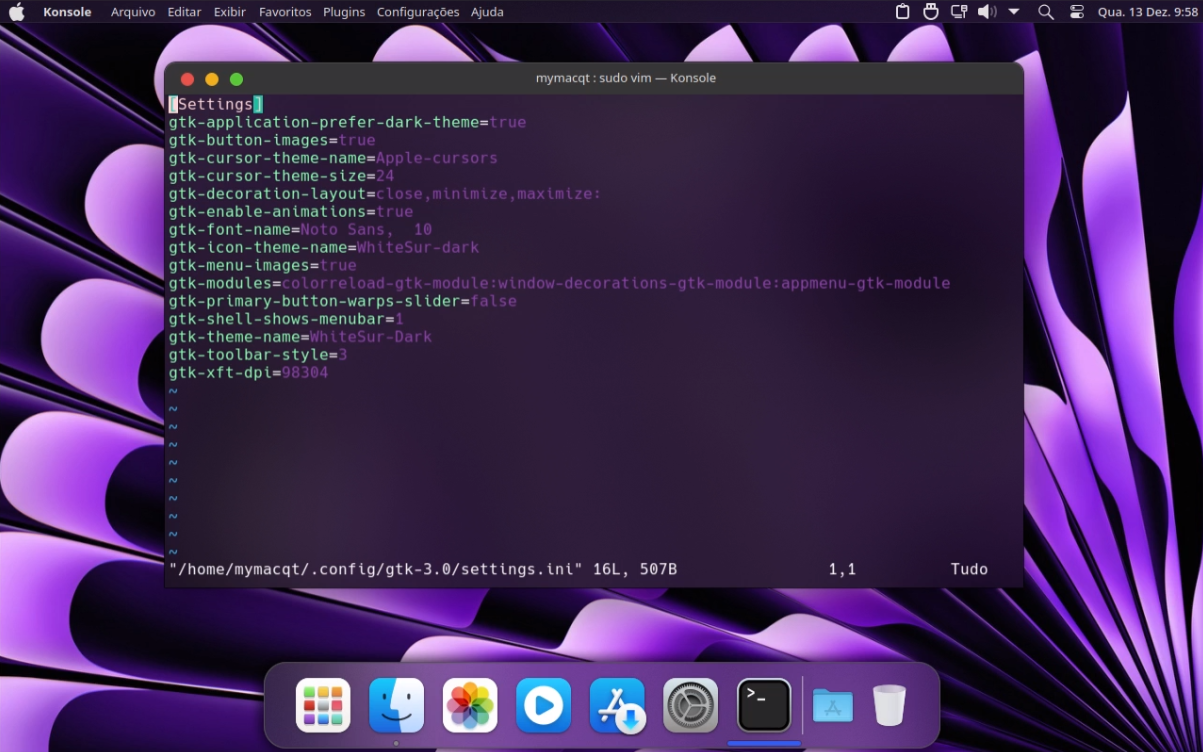 Konsole Arquivo Editar Exibir Favoritos Plugins Configurações Ajuda Qua. 13 Dez. 9:58
mymacqt : sudo vim — Konsole
[Settings]
gtk-application-prefer-dark-theme=true
gtk-button-images=true
gtk-cursor-theme-name=Apple-cursors
gtk-cursor-theme-size=24
gtk-decoration-layout=close,minimize,maximize:
gtk-enable-animations=true
gtk-font-name=Noto Sans,  10
gtk-icon-theme-name=WhiteSur-dark
gtk-menu-images=true
gtk-modules=colorreload-gtk-module:window-decorations-gtk-module:appmenu-gtk-module
gtk-primary-button-warps-slider=false
gtk-shell-shows-menubar=1
gtk-theme-name=WhiteSur-Dark
gtk-toolbar-style=3
gtk-xft-dpi=98304
~
~
~
~
~
~
~
~
~
~
"/home/mymacqt/.config/gtk-3.0/settings.ini" 16L, 507B 1,1 Tudo
>_